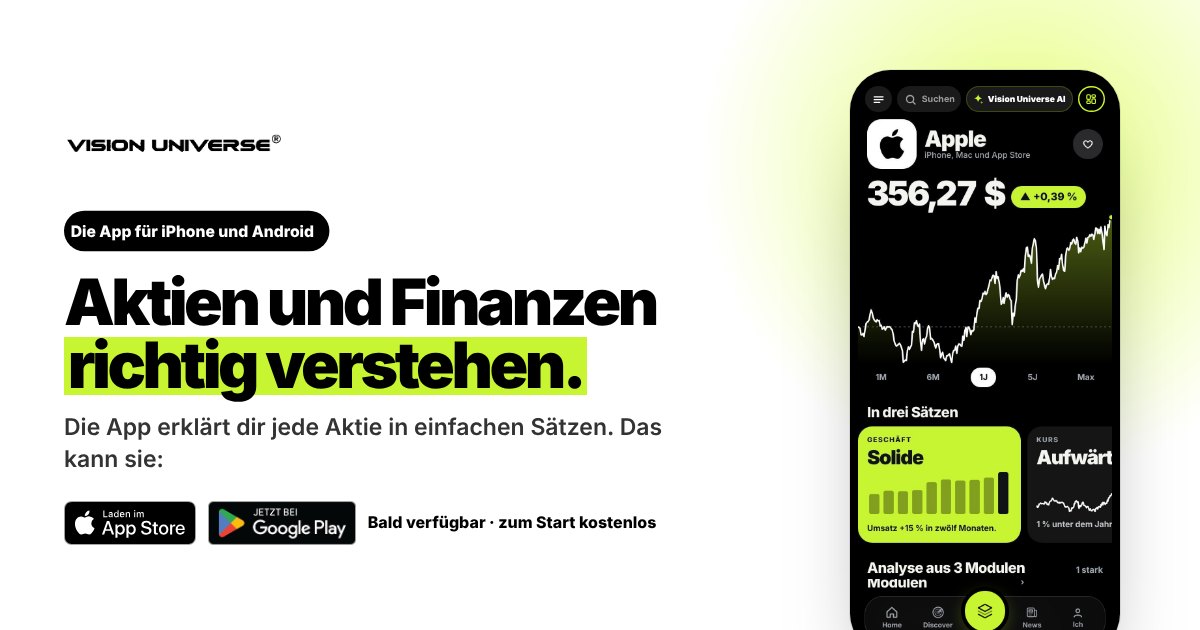 VISION UNIVERSE®
Die App für iPhone und Android
Aktien und Finanzen
richtig verstehen.
Die App erklärt dir jede Aktie in einfachen Sätzen. Das
kann sie:
Laden im
App Store
JETZT BEI
Google Play
Bald verfügbar · zum Start kostenlos
Suchen
Vision Universe AI
Apple
iPhone, Mac und App Store
356,27 $
▲ +0,39 %
1M 6M 1J 5J Max
In drei Sätzen
GESCHÄFT
Solide
Umsatz +15 % in zwölf Monaten.
KURS
Aufwärt
1 % unter dem Jahr
Analyse aus 3 Modulen
1 stark
Modulen
Home Discover News Ich